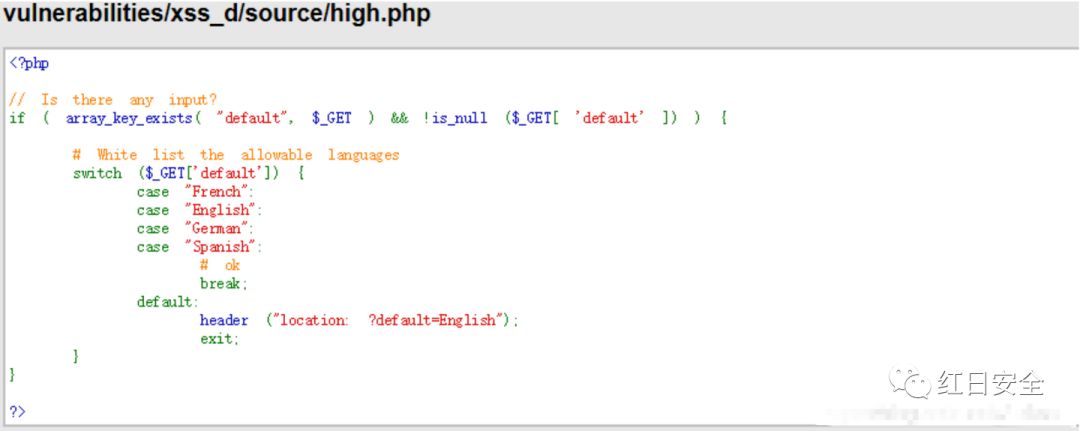 vulnerabilities/xss_d/source/high.php
<?php
// Is there any input?
if ( array_key_exists( "default", $_GET ) && !is_null ($_GET[ 'default' ]) ) {
# White list the allowable languages
switch ($_GET['default']) {
case "French":
case "English":
case "German":
case "Spanish":
# ok
break;
default:
header ("location: ?default=English");
exit;
}
}
红日安全
?>